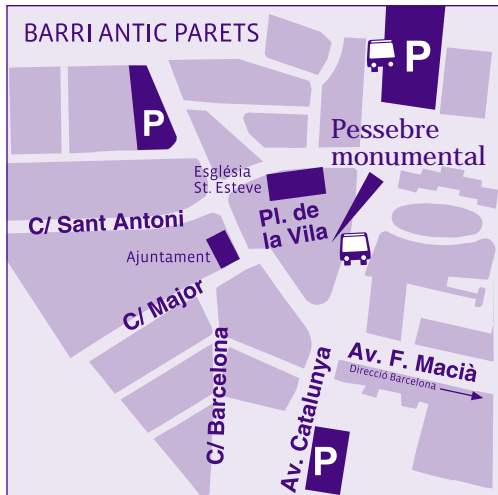 BARRI ANTIC PARETS
P
P
Pessebre
monumental
Església
St. Esteve
Pl. de
la Vila
C/ Sant Antoni
Ajuntament
C/ Major
C/ Barcelona
Av. Catalunya
Av. F. Macià
Direcció Barcelona
P